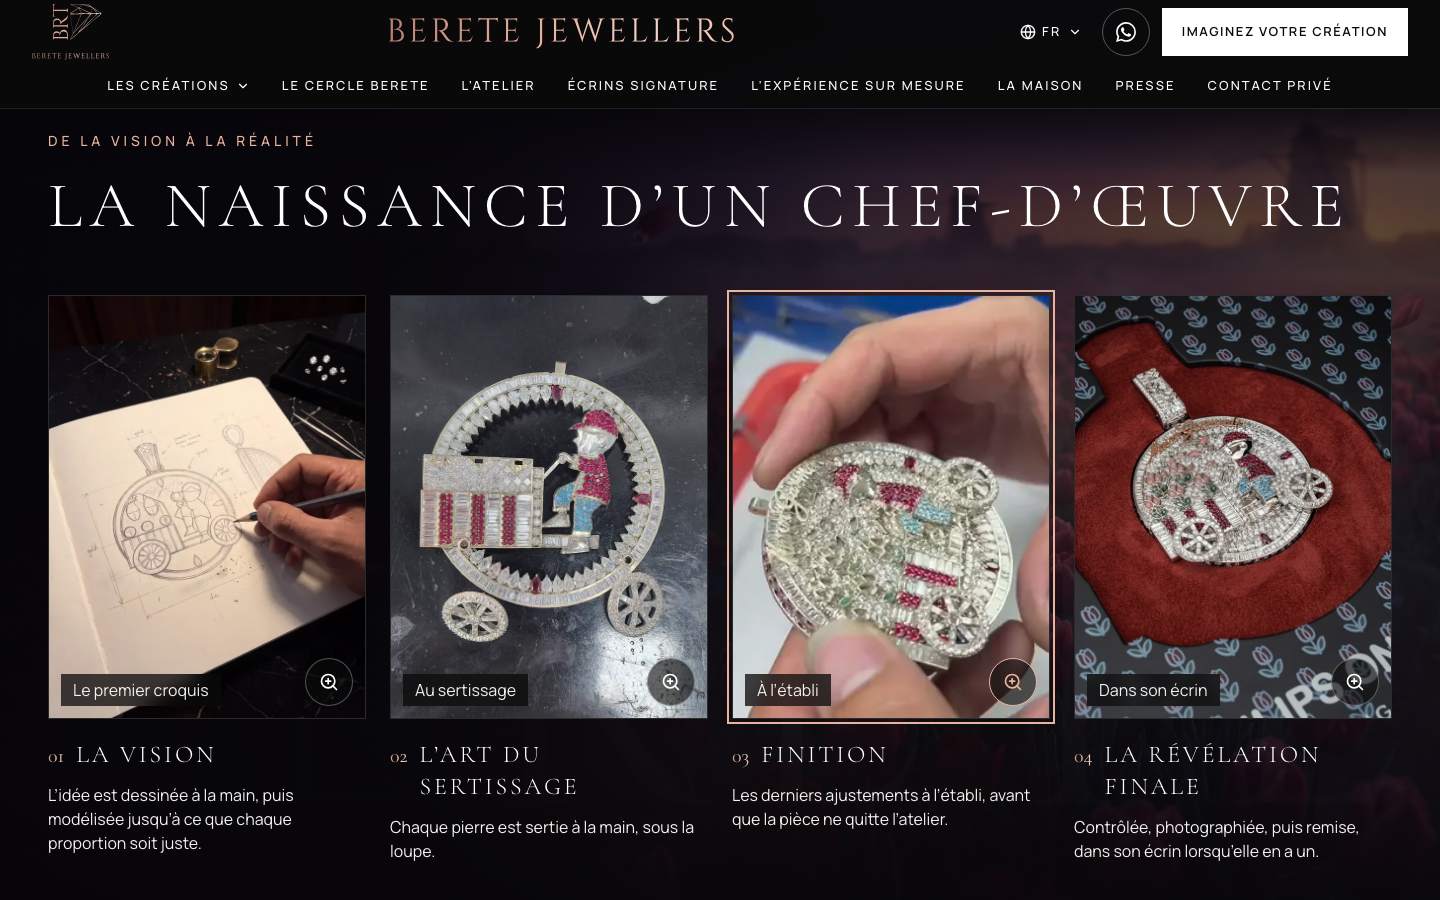 BRT
BERETE JEWELLERS
BERETE JEWELLERS
FR
IMAGINEZ VOTRE CRÉATION
LES CRÉATIONS
LE CERCLE BERETE
L'ATELIER
ÉCRINS SIGNATURE
L'EXPÉRIENCE SUR MESURE
LA MAISON
PRESSE
CONTACT PRIVÉ
DE LA VISION À LA RÉALITÉ
LA NAISSANCE D’UN CHEF-D’ŒUVRE
Le premier croquis
Au sertissage
À l’établi
Dans son écrin
01 LA VISION
L’idée est dessinée à la main, puis
modélisée jusqu’à ce que chaque
proportion soit juste.
02 L’ART DU
SERTISSAGE
Chaque pierre est sertie à la main, sous la
loupe.
03 FINITION
Les derniers ajustements à l’établi, avant
que la pièce ne quitte l’atelier.
04 LA RÉVÉLATION
FINALE
Contrôlée, photographiée, puis remise,
dans son écrin lorsqu’elle en a un.